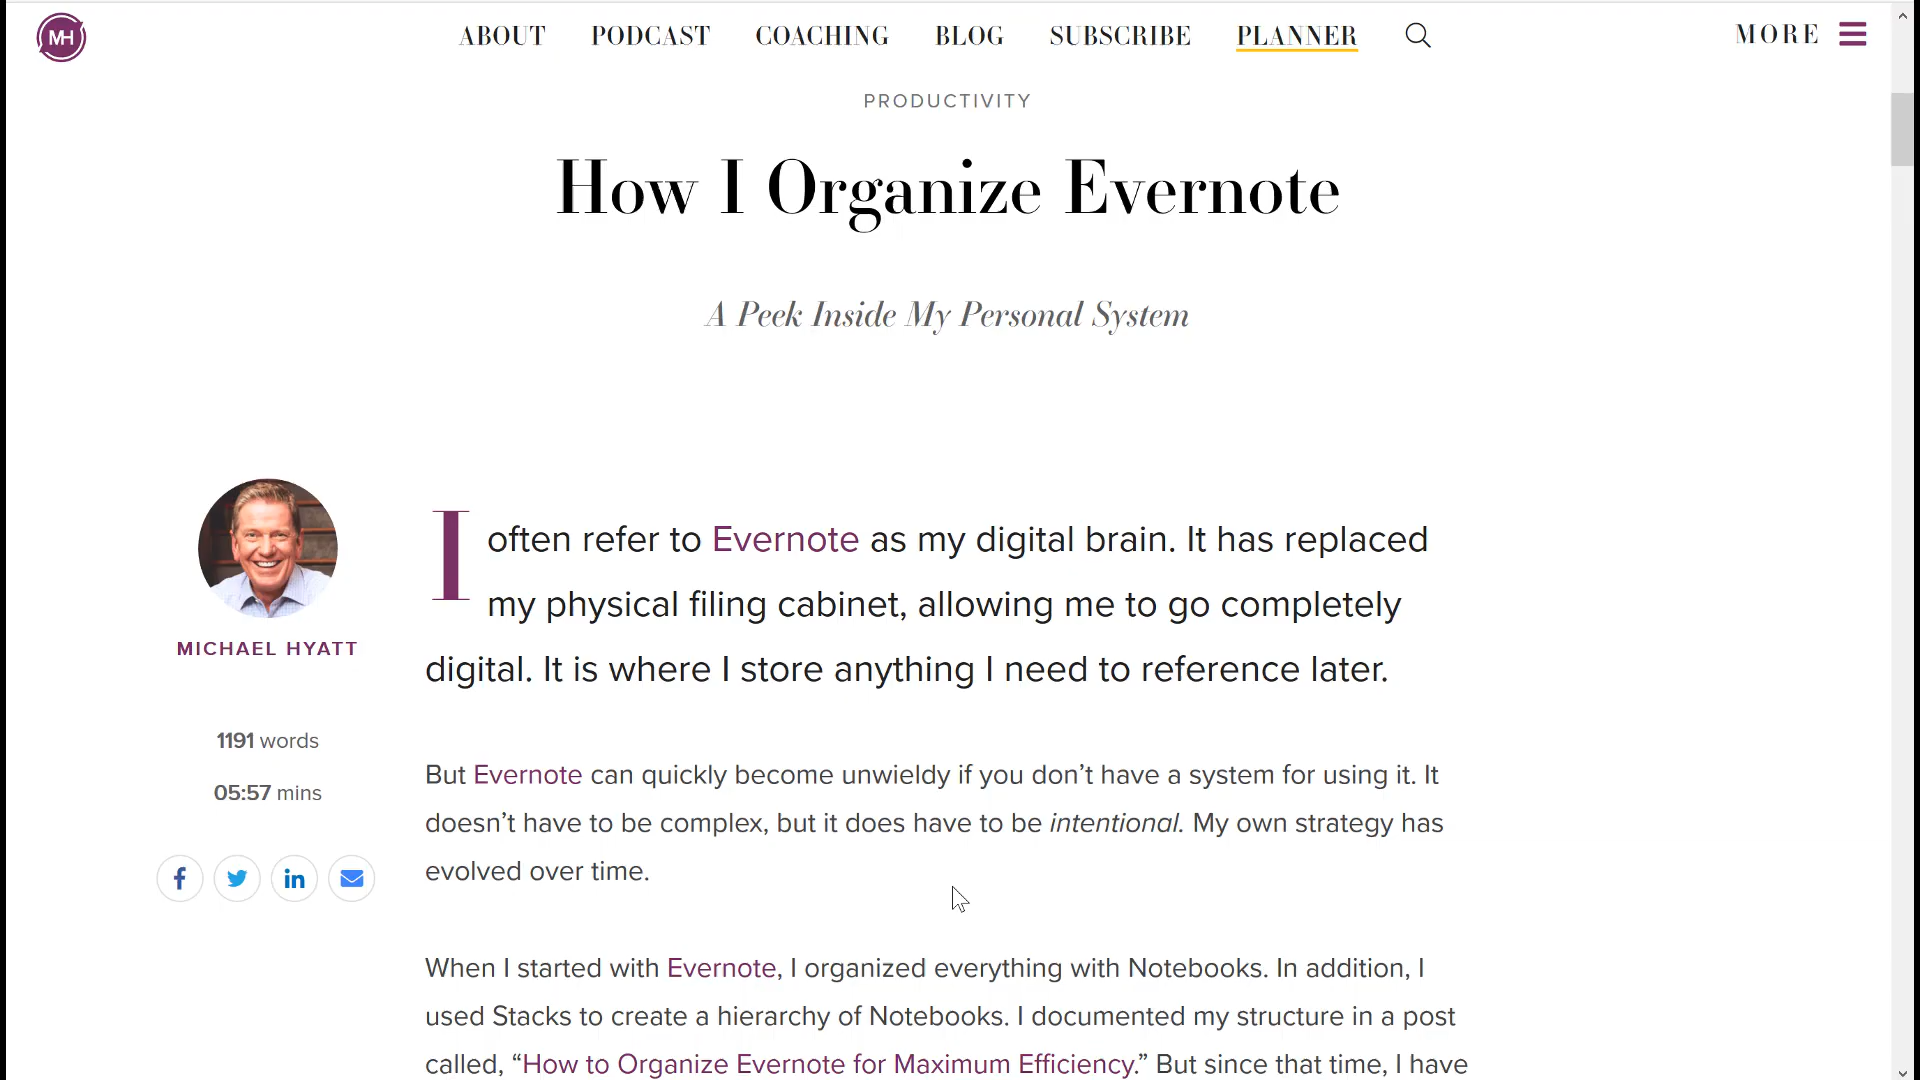 MH
ABOUT PODCAST COACHING BLOG SUBSCRIBE PLANNER MORE
PRODUCTIVITY
How I Organize Evernote
A Peek Inside My Personal System
MICHAEL HYATT
1191 words
05:57 mins
I often refer to Evernote as my digital brain. It has replaced
my physical filing cabinet, allowing me to go completely
digital. It is where I store anything I need to reference later.
But Evernote can quickly become unwieldy if you don’t have a system for using it. It
doesn’t have to be complex, but it does have to be intentional. My own strategy has
evolved over time.
When I started with Evernote, I organized everything with Notebooks. In addition, I
used Stacks to create a hierarchy of Notebooks. I documented my structure in a post
called, “How to Organize Evernote for Maximum Efficiency.” But since that time, I have